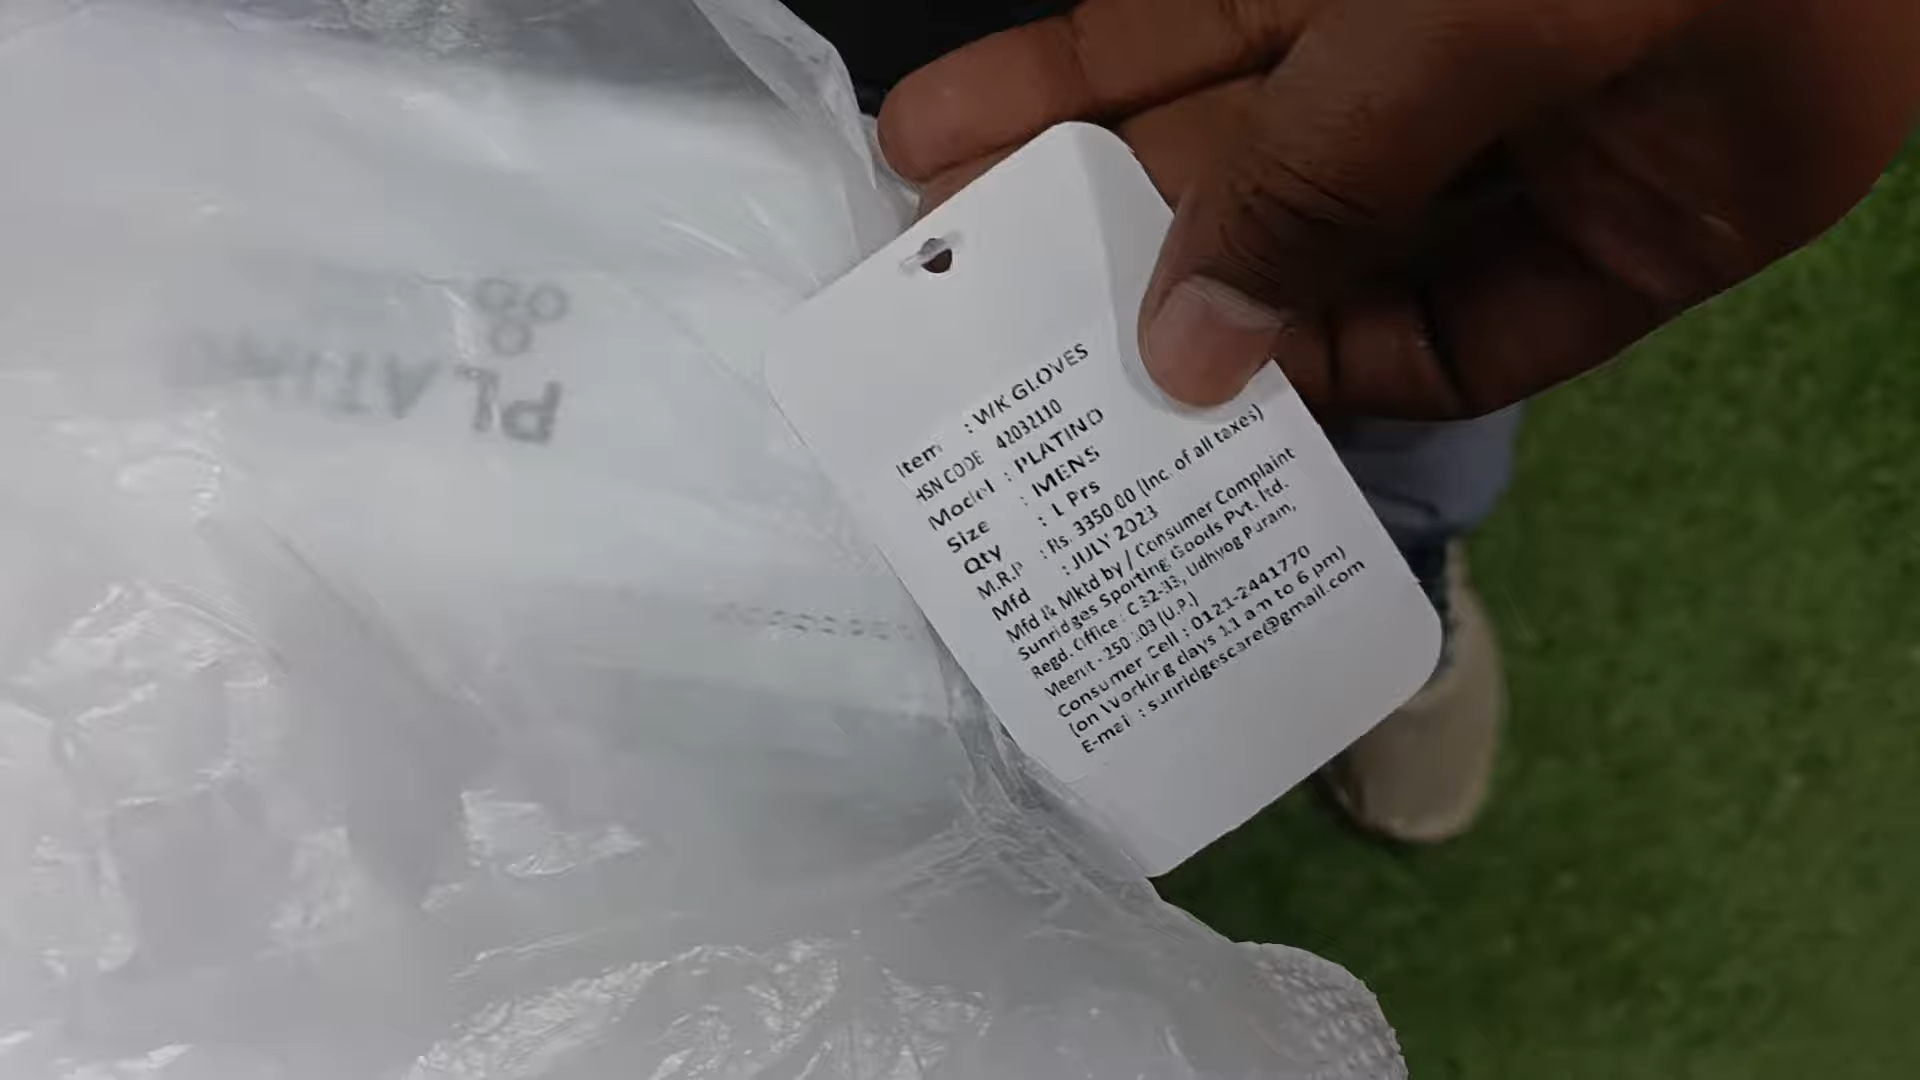 PLATINO
Item : W/K GLOVES
HSN CODE 42032110
Model : PLATINO
Size : MENS
Qty : 1 Prs
M.R.P : Rs. 3350.00 (Inc. of all taxes)
Mfd : JULY 2023
Mfd & Mktd by / Consumer Complaint
Sunridges Sporting Goods Pvt. ltd.
Regd. Office : C 32-33, Udhyog Puram,
Meerut - 250 103 (U.P.)
Consumer Cell : 0121-2441770
(on Working days 11 am to 6 pm)
E-mail : sunridgescare@gmail.com